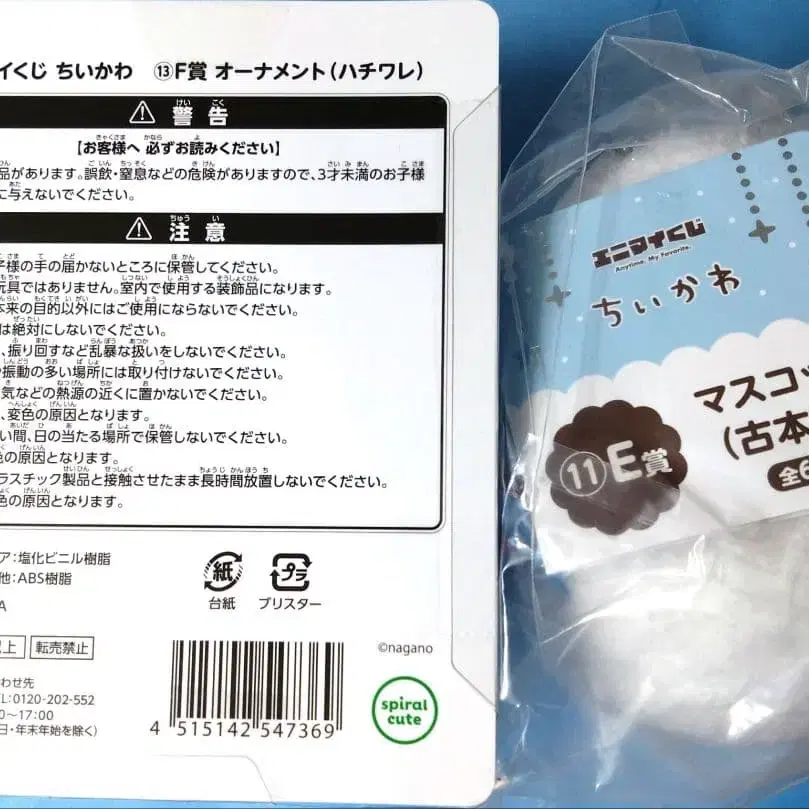 イくじ ちいかわ ⑬F賞 オーナメント(ハチワレ)
⚠ 警告
【お客様へ 必ずお読みください】
品があります。誤飲・窒息などの危険がありますので、3才未満のお子様
に与えないでください。
⚠ 注意
子様の手の届かないところに保管してください。
玩具ではありません。室内で使用する装飾品になります。
本来の目的以外にはご使用にならないでください。
は絶対にしないでください。
、振り回すなど乱暴な扱いをしないでください。
や振動の多い場所には取り付けないでください。
気などの熱源の近くに置かないでください。
、変色の原因となります。
い間、日の当たる場所で保管しないでください。
色の原因となります。
ラスチック製品と接触させたまま長時間放置しないでください。
色の原因となります。
ア:塩化ビニル樹脂
他:ABS樹脂
A
紙
台紙
プラ
ブリスター
以上
転売禁止
わせ先
L:0120-202-552
0〜17:00
日・年末年始を除く)
4 515142 547369
©nagano
spiral
cute
エニマイくじ
Anytime, My Favorite.
ちいかわ
⑪E賞
マスコッ
(古本
全6